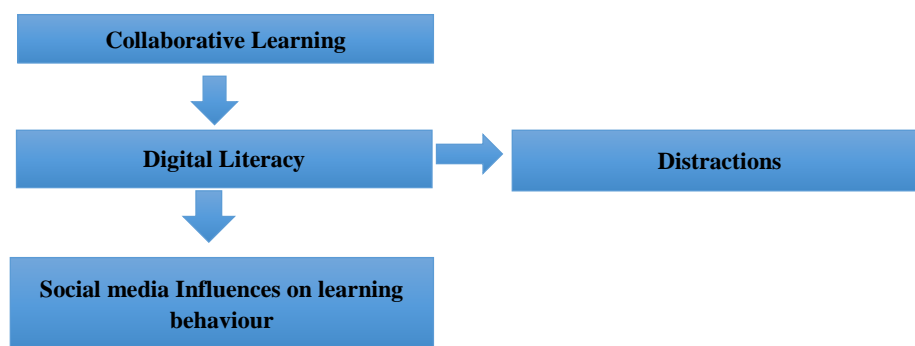 Collaborative Learning
Digital Literacy
Distractions
Social media Influences on learning
behaviour